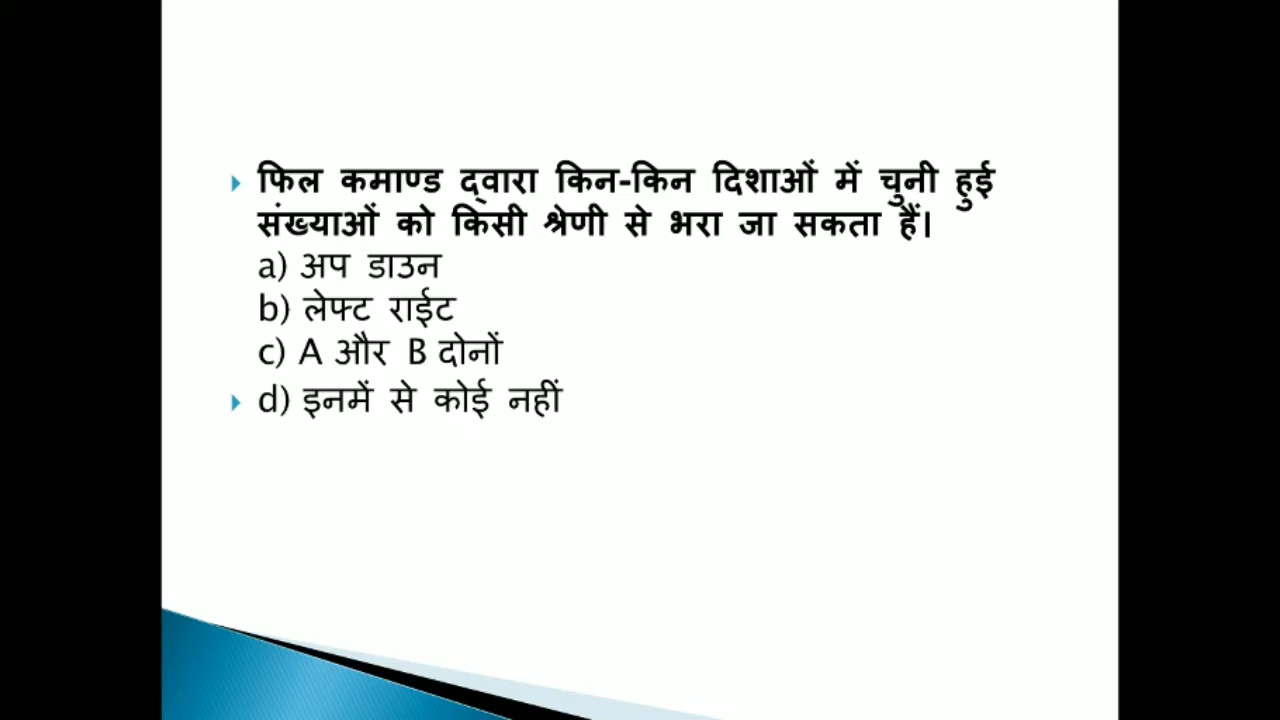 फिल कमाण्ड द्वारा किन-किन दिशाओं में चुनी हुई
संख्याओं को किसी श्रेणी से भरा जा सकता हैं।
a) अप डाउन
b) लेफ्ट राईट
c) A और B दोनों
d) इनमें से कोई नहीं